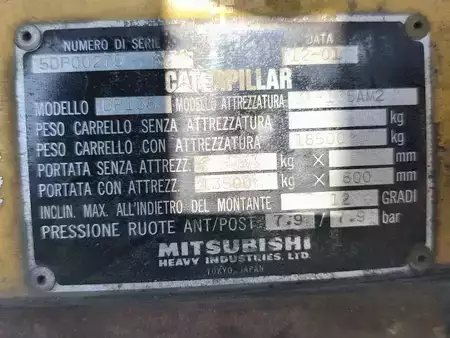 NUMERO DI SERIE DATA
12-01
CATERPILLAR
MODELLO MODELLO ATTREZZATURA
PESO CARRELLO SENZA ATTREZZATURA kg
PESO CARRELLO CON ATTREZZATURA 18500 kg
PORTATA SENZA ATTREZZ. kg × mm
PORTATA CON ATTREZZ. kg × 600 mm
INCLIN. MAX. ALL'INDIETRO DEL MONTANTE 12 GRADI
PRESSIONE RUOTE ANT/POST 7.9 / 7.9 bar
MITSUBISHI
HEAVY INDUSTRIES, LTD.
TOKYO, JAPAN